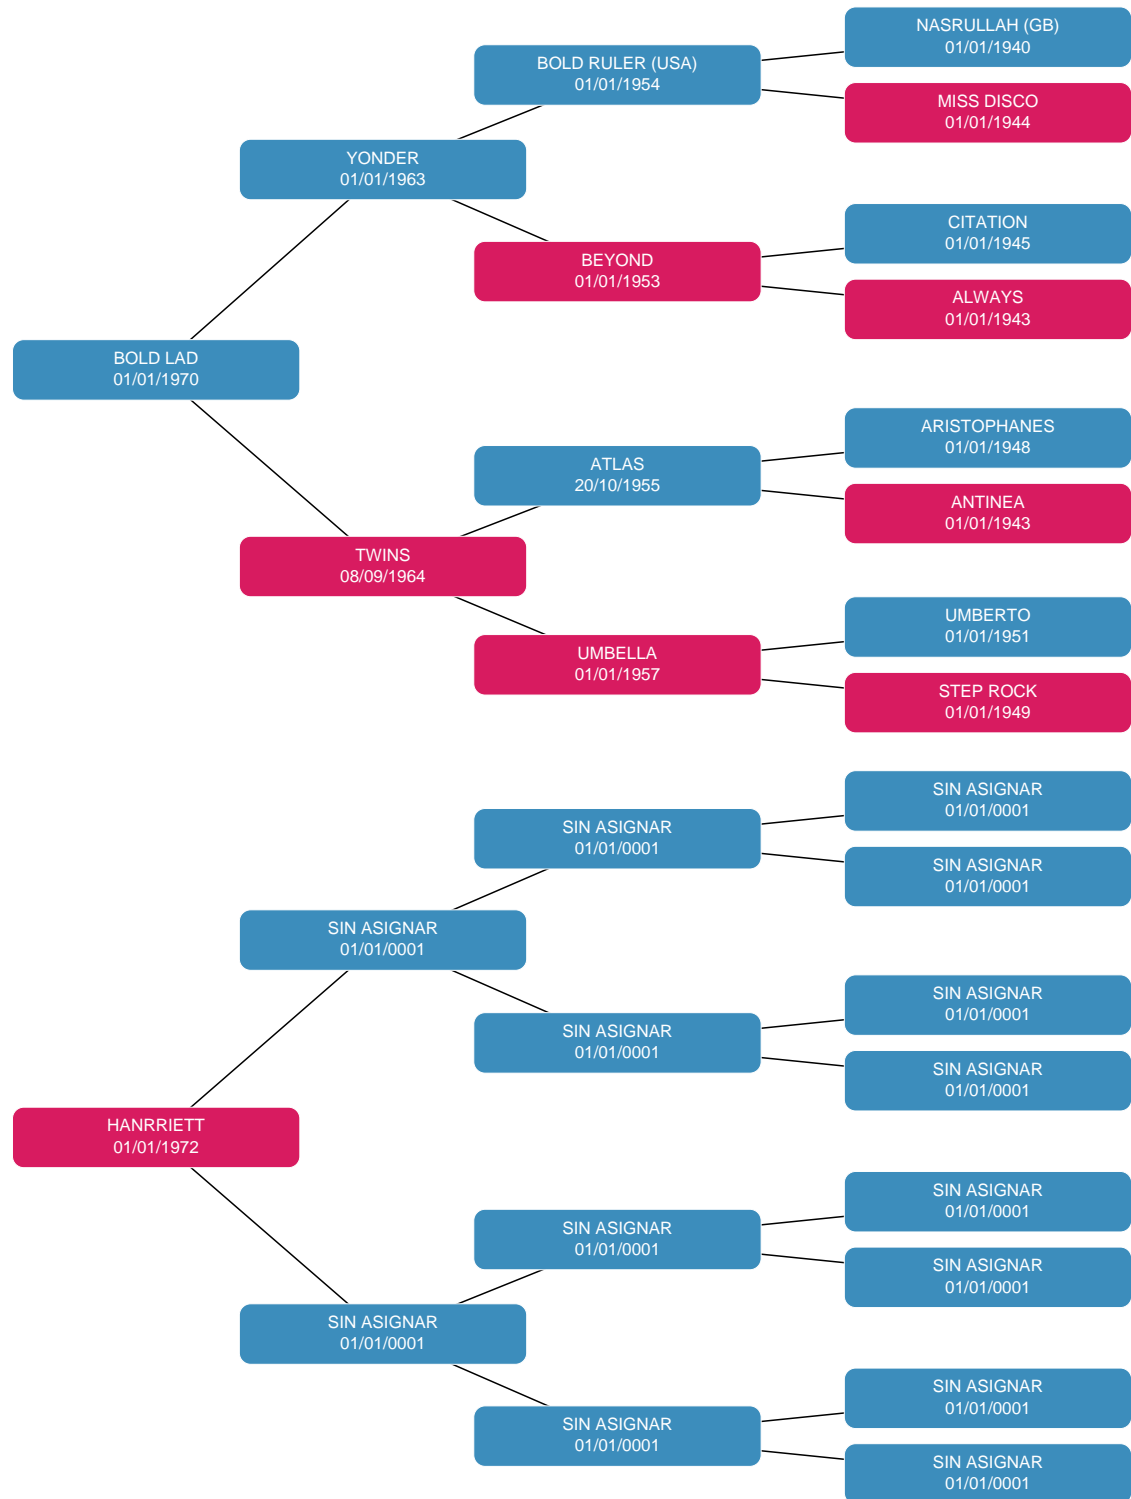 NASRULLAH (GB)
01/01/1940
BOLD RULER (USA)
01/01/1954
MISS DISCO
01/01/1944
YONDER
01/01/1963
CITATION
01/01/1945
BEYOND
01/01/1953
ALWAYS
01/01/1943
BOLD LAD
01/01/1970
ARISTOPHANES
01/01/1948
ATLAS
20/10/1955
ANTINEA
01/01/1943
TWINS
08/09/1964
UMBERTO
01/01/1951
UMBELLA
01/01/1957
STEP ROCK
01/01/1949
SIN ASIGNAR
01/01/0001
SIN ASIGNAR
01/01/0001
SIN ASIGNAR
01/01/0001
SIN ASIGNAR
01/01/0001
SIN ASIGNAR
01/01/0001
SIN ASIGNAR
01/01/0001
SIN ASIGNAR
01/01/0001
HANRRIETT
01/01/1972
SIN ASIGNAR
01/01/0001
SIN ASIGNAR
01/01/0001
SIN ASIGNAR
01/01/0001
SIN ASIGNAR
01/01/0001
SIN ASIGNAR
01/01/0001
SIN ASIGNAR
01/01/0001
SIN ASIGNAR
01/01/0001